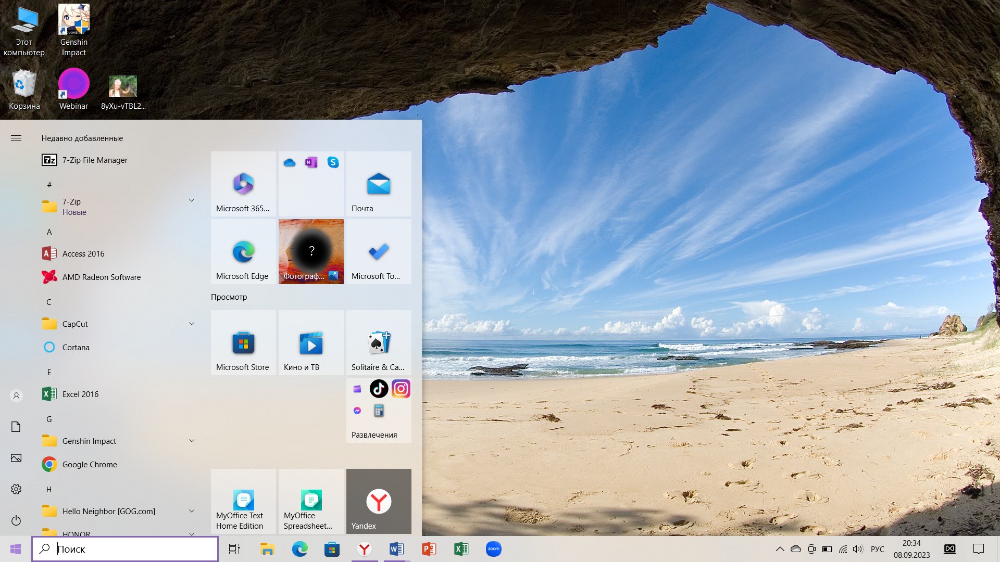 Этот
компьютер
Genshin
Impact
Корзина
Webinar
8yXu-vTBL2...
Недавно добавленные
7-Zip File Manager
#
7-Zip
Новые
A
Access 2016
AMD Radeon Software
C
CapCut
Cortana
E
Excel 2016
G
Genshin Impact
Google Chrome
H
Hello Neighbor [GOG.com]
HONOR
Microsoft 365...
Почта
Microsoft Edge
?
Фотограф...
Microsoft To...
Просмотр
Microsoft Store
Кино и ТВ
Solitaire & Ca...
Развлечения
MyOffice Text
Home Edition
MyOffice
Spreadsheet...
Yandex
Поиск
zoom
РУС
20:34
08.09.2023